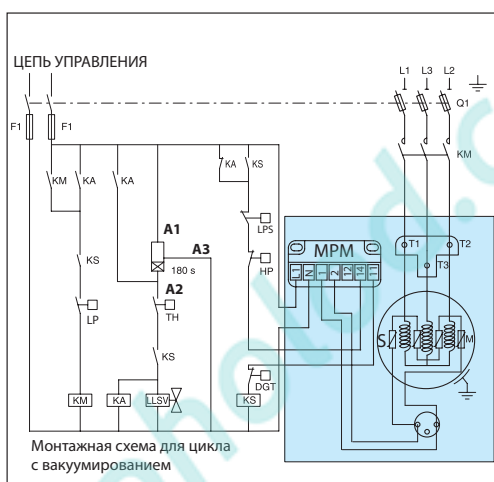 ЦЕПЬ УПРАВЛЕНИЯ
L1 L3 L2
Q1
F1 F1
KM
KM KA KA KA KS
A1
A3
LPS
180 s
MPM
T1 T2
T3
KS
A2
HP
L1 N 1 2 12 14 11
LP
TH
S M
KS
DGT
KM KA LLSV KS
Монтажная схема для цикла
с вакуумированием